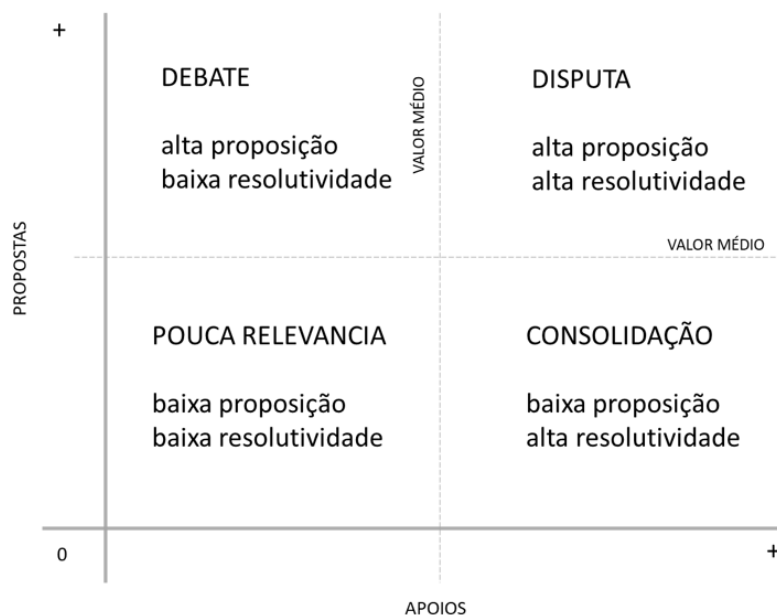 +
DEBATE
DISPUTA
VALOR MÉDIO
alta proposição
baixa resolutividade
alta proposição
alta resolutividade
VALOR MÉDIO
PROPOSTAS
POUCA RELEVANCIA
CONSOLIDAÇÃO
baixa proposição
baixa resolutividade
baixa proposição
alta resolutividade
0
+
APOIOS